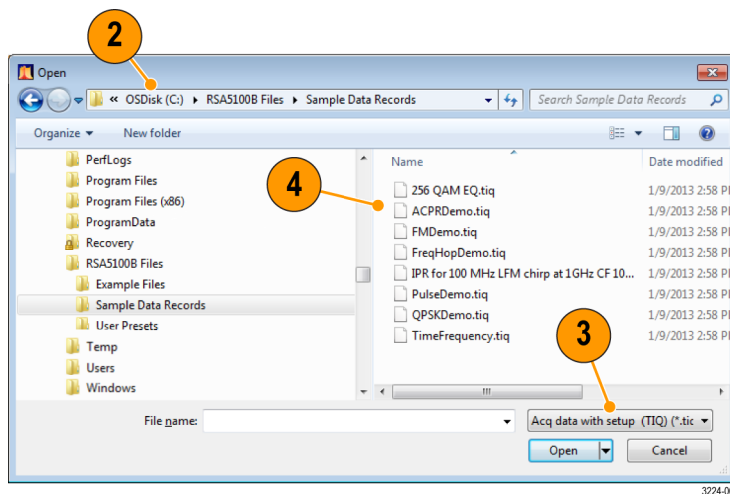 2
Open
« OSDisk (C:) ▸ RSA5100B Files ▸ Sample Data Records
Search Sample Data Records
Organize ▾ New folder
PerfLogs
Program Files
Program Files (x86)
ProgramData
Recovery
RSA5100B Files
Example Files
Sample Data Records
User Presets
Temp
Users
Windows
4
Name Date modified
256 QAM EQ.tiq 1/9/2013 2:58 P
ACPRDemo.tiq 1/9/2013 2:58 P
FMDemo.tiq 1/9/2013 2:58 P
FreqHopDemo.tiq 1/9/2013 2:58 P
IPR for 100 MHz LFM chirp at 1GHz CF 10... 1/9/2013 2:58 P
PulseDemo.tiq 1/9/2013 2:58 P
QPSKDemo.tiq 1/9/2013 2:58 P
TimeFrequency.tiq 1/9/2013 2:58 P
3
File name:
Acq data with setup (TIQ) (*.tic
Open Cancel
3224-0